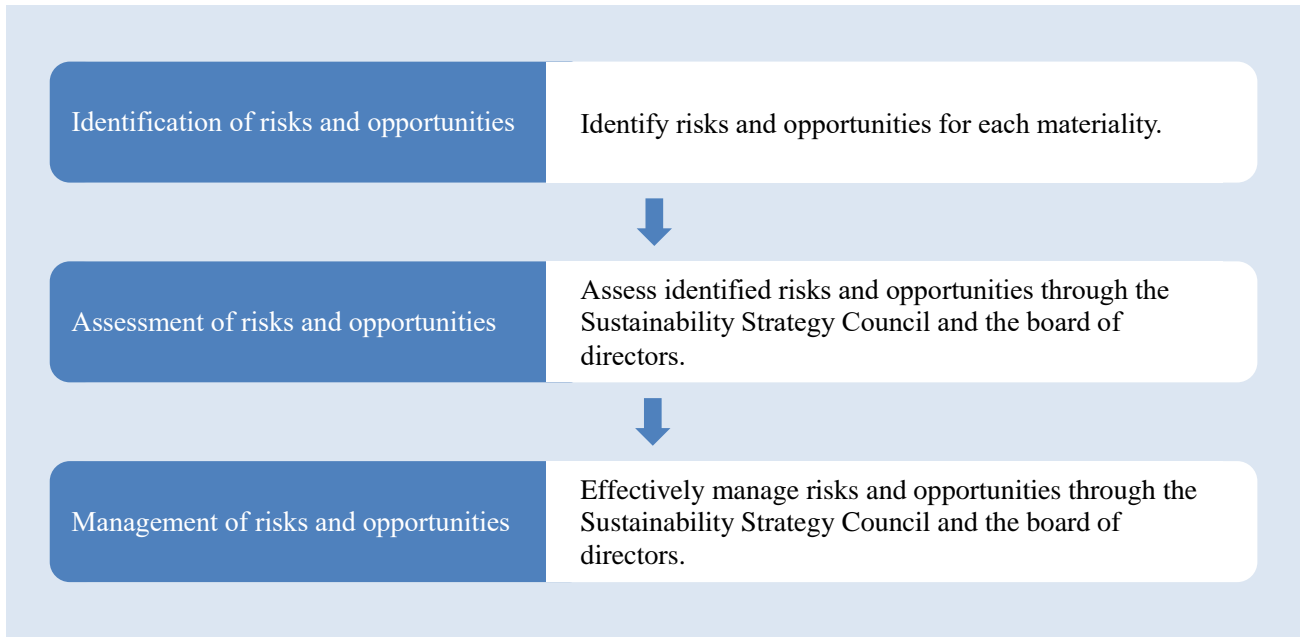 Identification of risks and opportunities
Identify risks and opportunities for each materiality.
Assessment of risks and opportunities
Assess identified risks and opportunities through the
Sustainability Strategy Council and the board of
directors.
Management of risks and opportunities
Effectively manage risks and opportunities through the
Sustainability Strategy Council and the board of
directors.